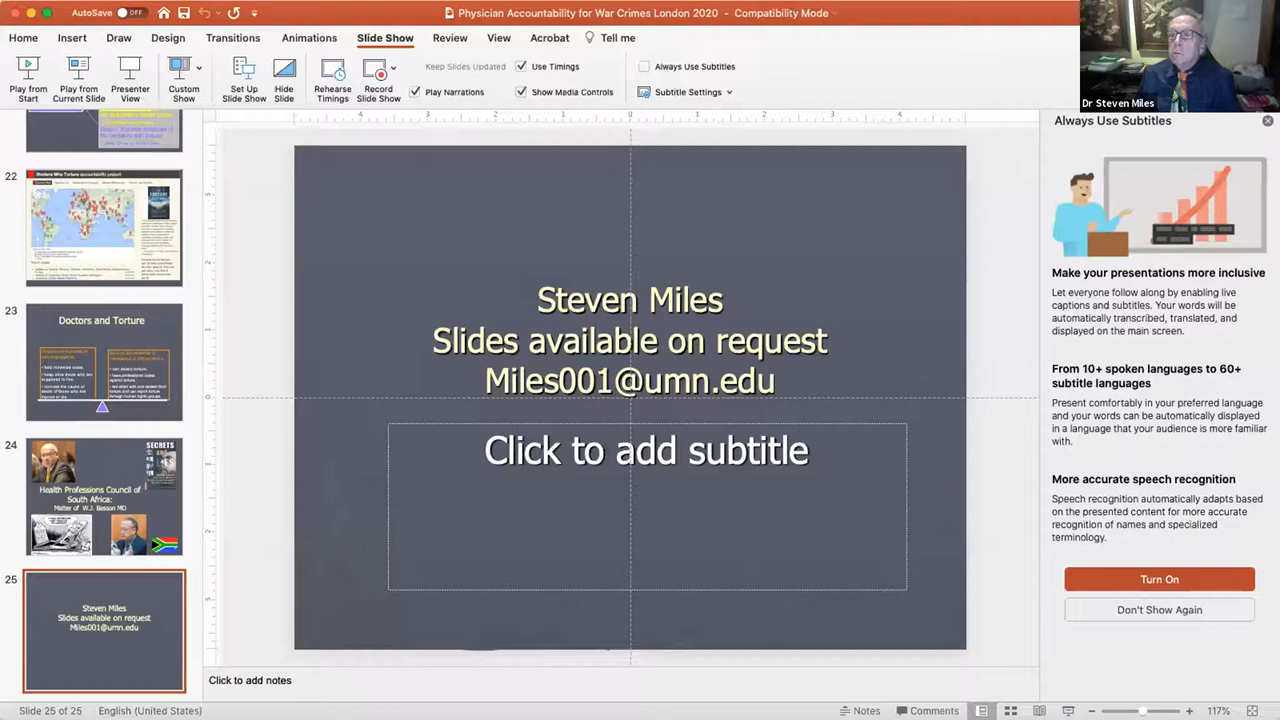 AutoSave OFF
Physician Accountability for War Crimes London 2020 - Compatibility Mode
Home Insert Draw Design Transitions Animations Slide Show Review View Acrobat Tell me
Play from Start
Play from Current Slide
Presenter View
Custom Show
Set Up Slide Show
Hide Slide
Rehearse Timings
Record Slide Show
Keep Slides Updated
Use Timings
Play Narrations
Show Media Controls
Always Use Subtitles
Subtitle Settings
Dr Steven Miles
22
Doctors Who Torture accountability project
23
Doctors and Torture
24
SECRETS
Health Professions Council of
South Africa:
Matter of W.J. Basson MD
25
Steven Miles
Slides available on request
Miles001@umn.edu
Steven Miles
Slides available on request
Miles001@umn.edu
Click to add subtitle
Click to add notes
Always Use Subtitles
Make your presentations more inclusive
Let everyone follow along by enabling live
captions and subtitles. Your words will be
automatically transcribed, translated, and
displayed on the main screen.
From 10+ spoken languages to 60+
subtitle languages
Present comfortably in your preferred language
and your words can be automatically displayed
in a language that your audience is more familiar
with.
More accurate speech recognition
Speech recognition automatically adapts based
on the presented content for more accurate
recognition of names and specialized
terminology.
Turn On
Don't Show Again
Slide 25 of 25 English (United States) Notes Comments 117%